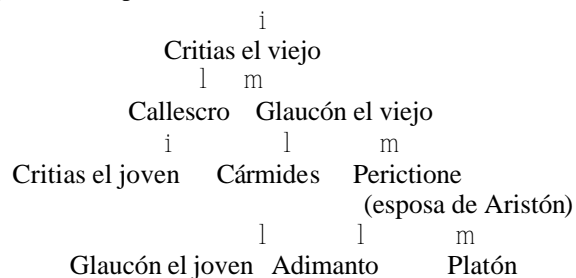 i
Critias el viejo
l m
Callescro Glaucón el viejo
i l m
Critias el joven Cármides Perictione
(esposa de Aristón)
l l m
Glaucón el joven Adimanto Platón